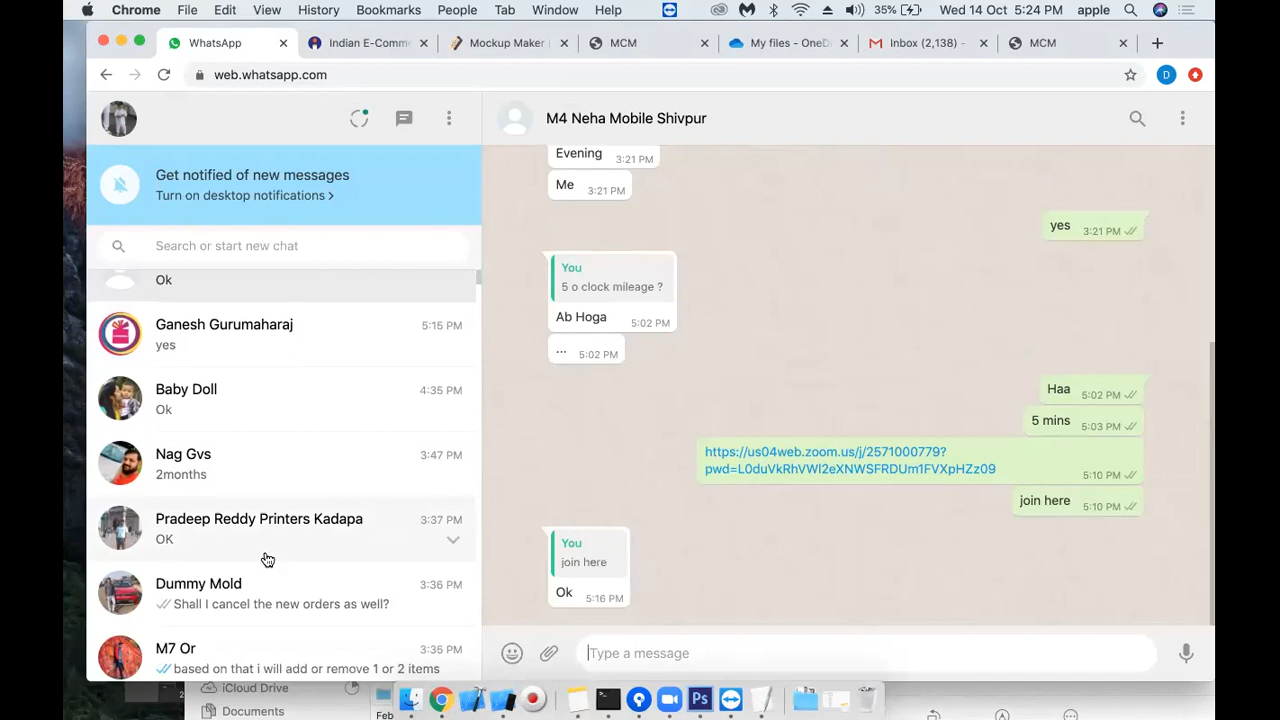 Chrome File Edit View History Bookmarks People Tab Window Help 35% Wed 14 Oct 5:24 PM apple
WhatsApp Indian E-Comm Mockup Maker MCM My files - OneD Inbox (2,138) - MCM
web.whatsapp.com D
M4 Neha Mobile Shivpur
Get notified of new messages
Turn on desktop notifications >
Search or start new chat
Ok
Ganesh Gurumaharaj 5:15 PM
yes
Baby Doll 4:35 PM
Ok
Nag Gvs 3:47 PM
2months
Pradeep Reddy Printers Kadapa 3:37 PM
OK
Dummy Mold 3:36 PM
Shall I cancel the new orders as well?
M7 Or 3:35 PM
based on that i will add or remove 1 or 2 items
Evening 3:21 PM
Me 3:21 PM
yes 3:21 PM
You
5 o clock mileage ?
Ab Hoga 5:02 PM
... 5:02 PM
Haa 5:02 PM
5 mins 5:03 PM
https://us04web.zoom.us/j/2571000779?
pwd=L0duVkRhVWl2eXNWSFRDUm1FVXpHZz09 5:10 PM
join here 5:10 PM
You
join here
Ok 5:16 PM
Type a message
iCloud Drive
Documents
Feb
Ps